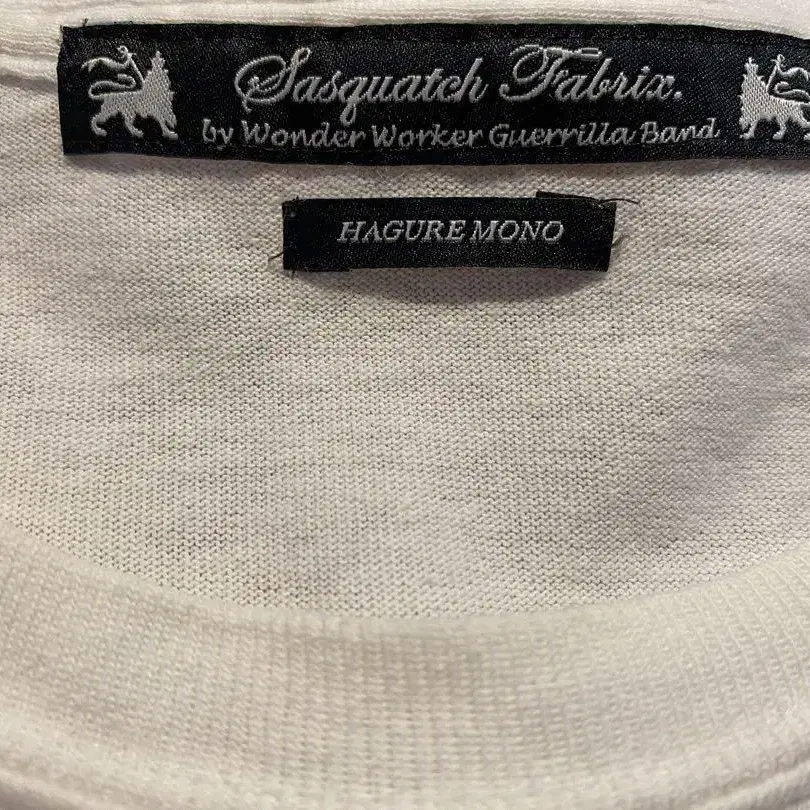 Sasquatch Fabrix.
by Wonder Worker Guerrilla Band
HAGURE MONO